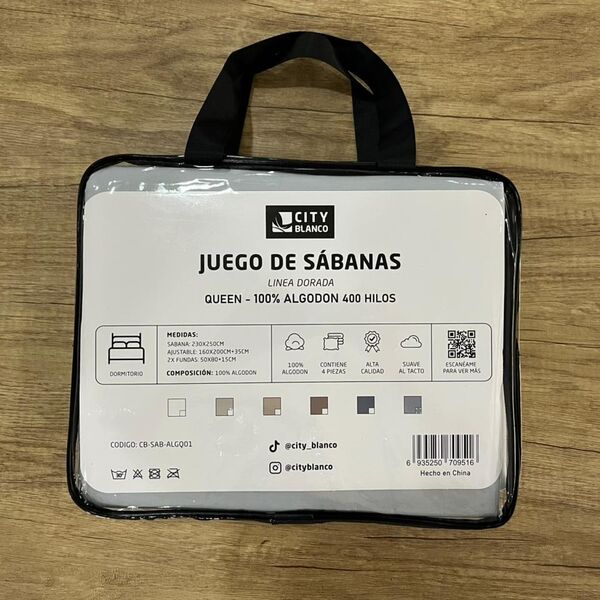 CITY
BLANCO
JUEGO DE SÁBANAS
LINEA DORADA
QUEEN - 100% ALGODON 400 HILOS
MEDIDAS:
SABANA: 230X250CM
AJUSTABLE: 160X200CM+35CM
2X FUNDAS: 50X80+15CM
COMPOSICIÓN: 100% ALGODON
DORMITORIO
100%
ALGODON
CONTIENE
4 PIEZAS
ALTA
CALIDAD
SUAVE
AL TACTO
ESCANÉAME
PARA VER MÁS
CODIGO: CB-SAB-ALGQ01
@city_blanco
@cityblanco
6 935250 709516
Hecho en China